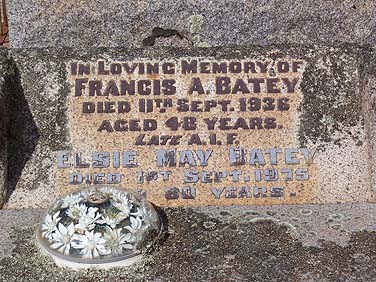 IN LOVING MEMORY OF
FRANCIS A. BATEY
DIED 11TH SEPT. 1936
AGED 48 YEARS.
LATE A.I.F.
ELSIE MAY BATEY
DIED 1ST SEPT. 1975
80 YEARS